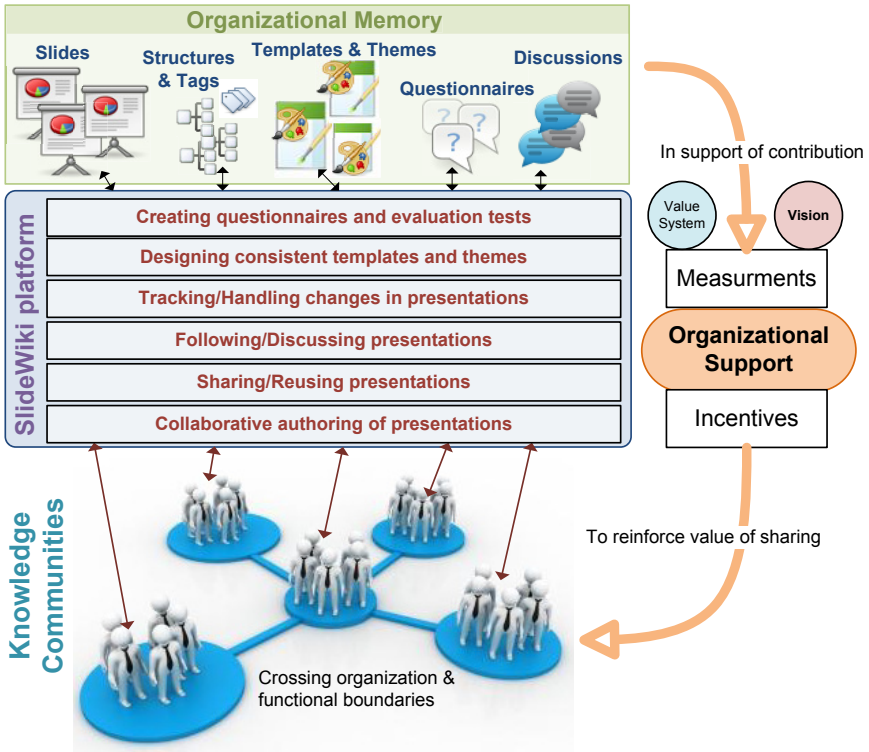 Organizational Memory
Slides
Structures
& Tags
Templates & Themes
Questionnaires
Discussions
In support of contribution
Value
System
Vision
Measurments
Organizational
Support
Incentives
To reinforce value of sharing
SlideWiki platform
Creating questionnaires and evaluation tests
Designing consistent templates and themes
Tracking/Handling changes in presentations
Following/Discussing presentations
Sharing/Reusing presentations
Collaborative authoring of presentations
Knowledge
Communities
Crossing organization &
functional boundaries